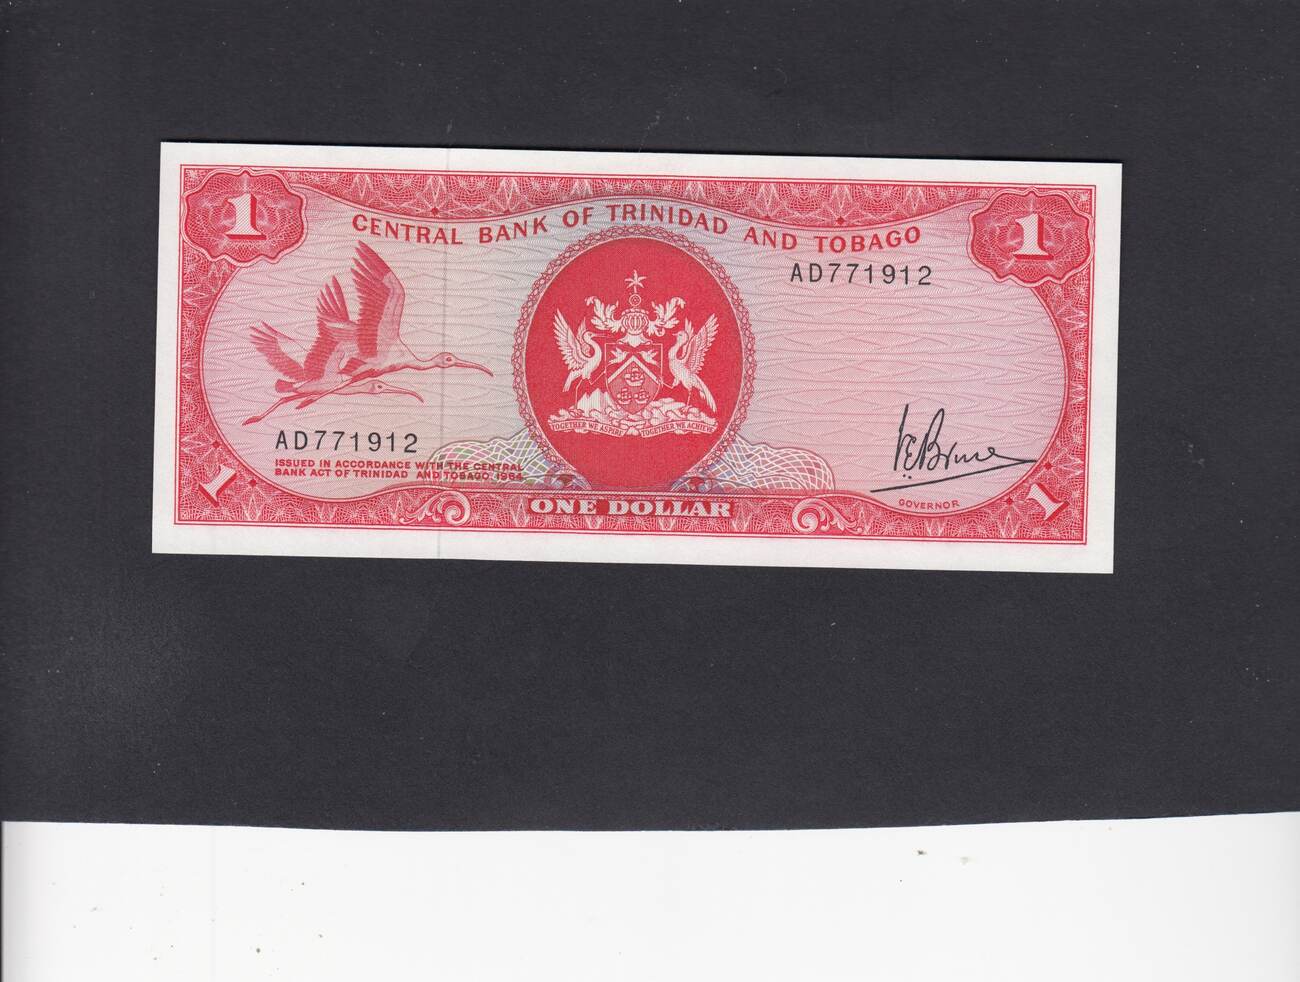 1
1
CENTRAL BANK OF TRINIDAD AND TOBAGO
AD771912
TOGETHER WE ASPIRE TOGETHER WE ACHIEVE
AD771912
ISSUED IN ACCORDANCE WITH THE CENTRAL
BANK ACT OF TRINIDAD AND TOBAGO 1964
GOVERNOR
1
ONE DOLLAR
1